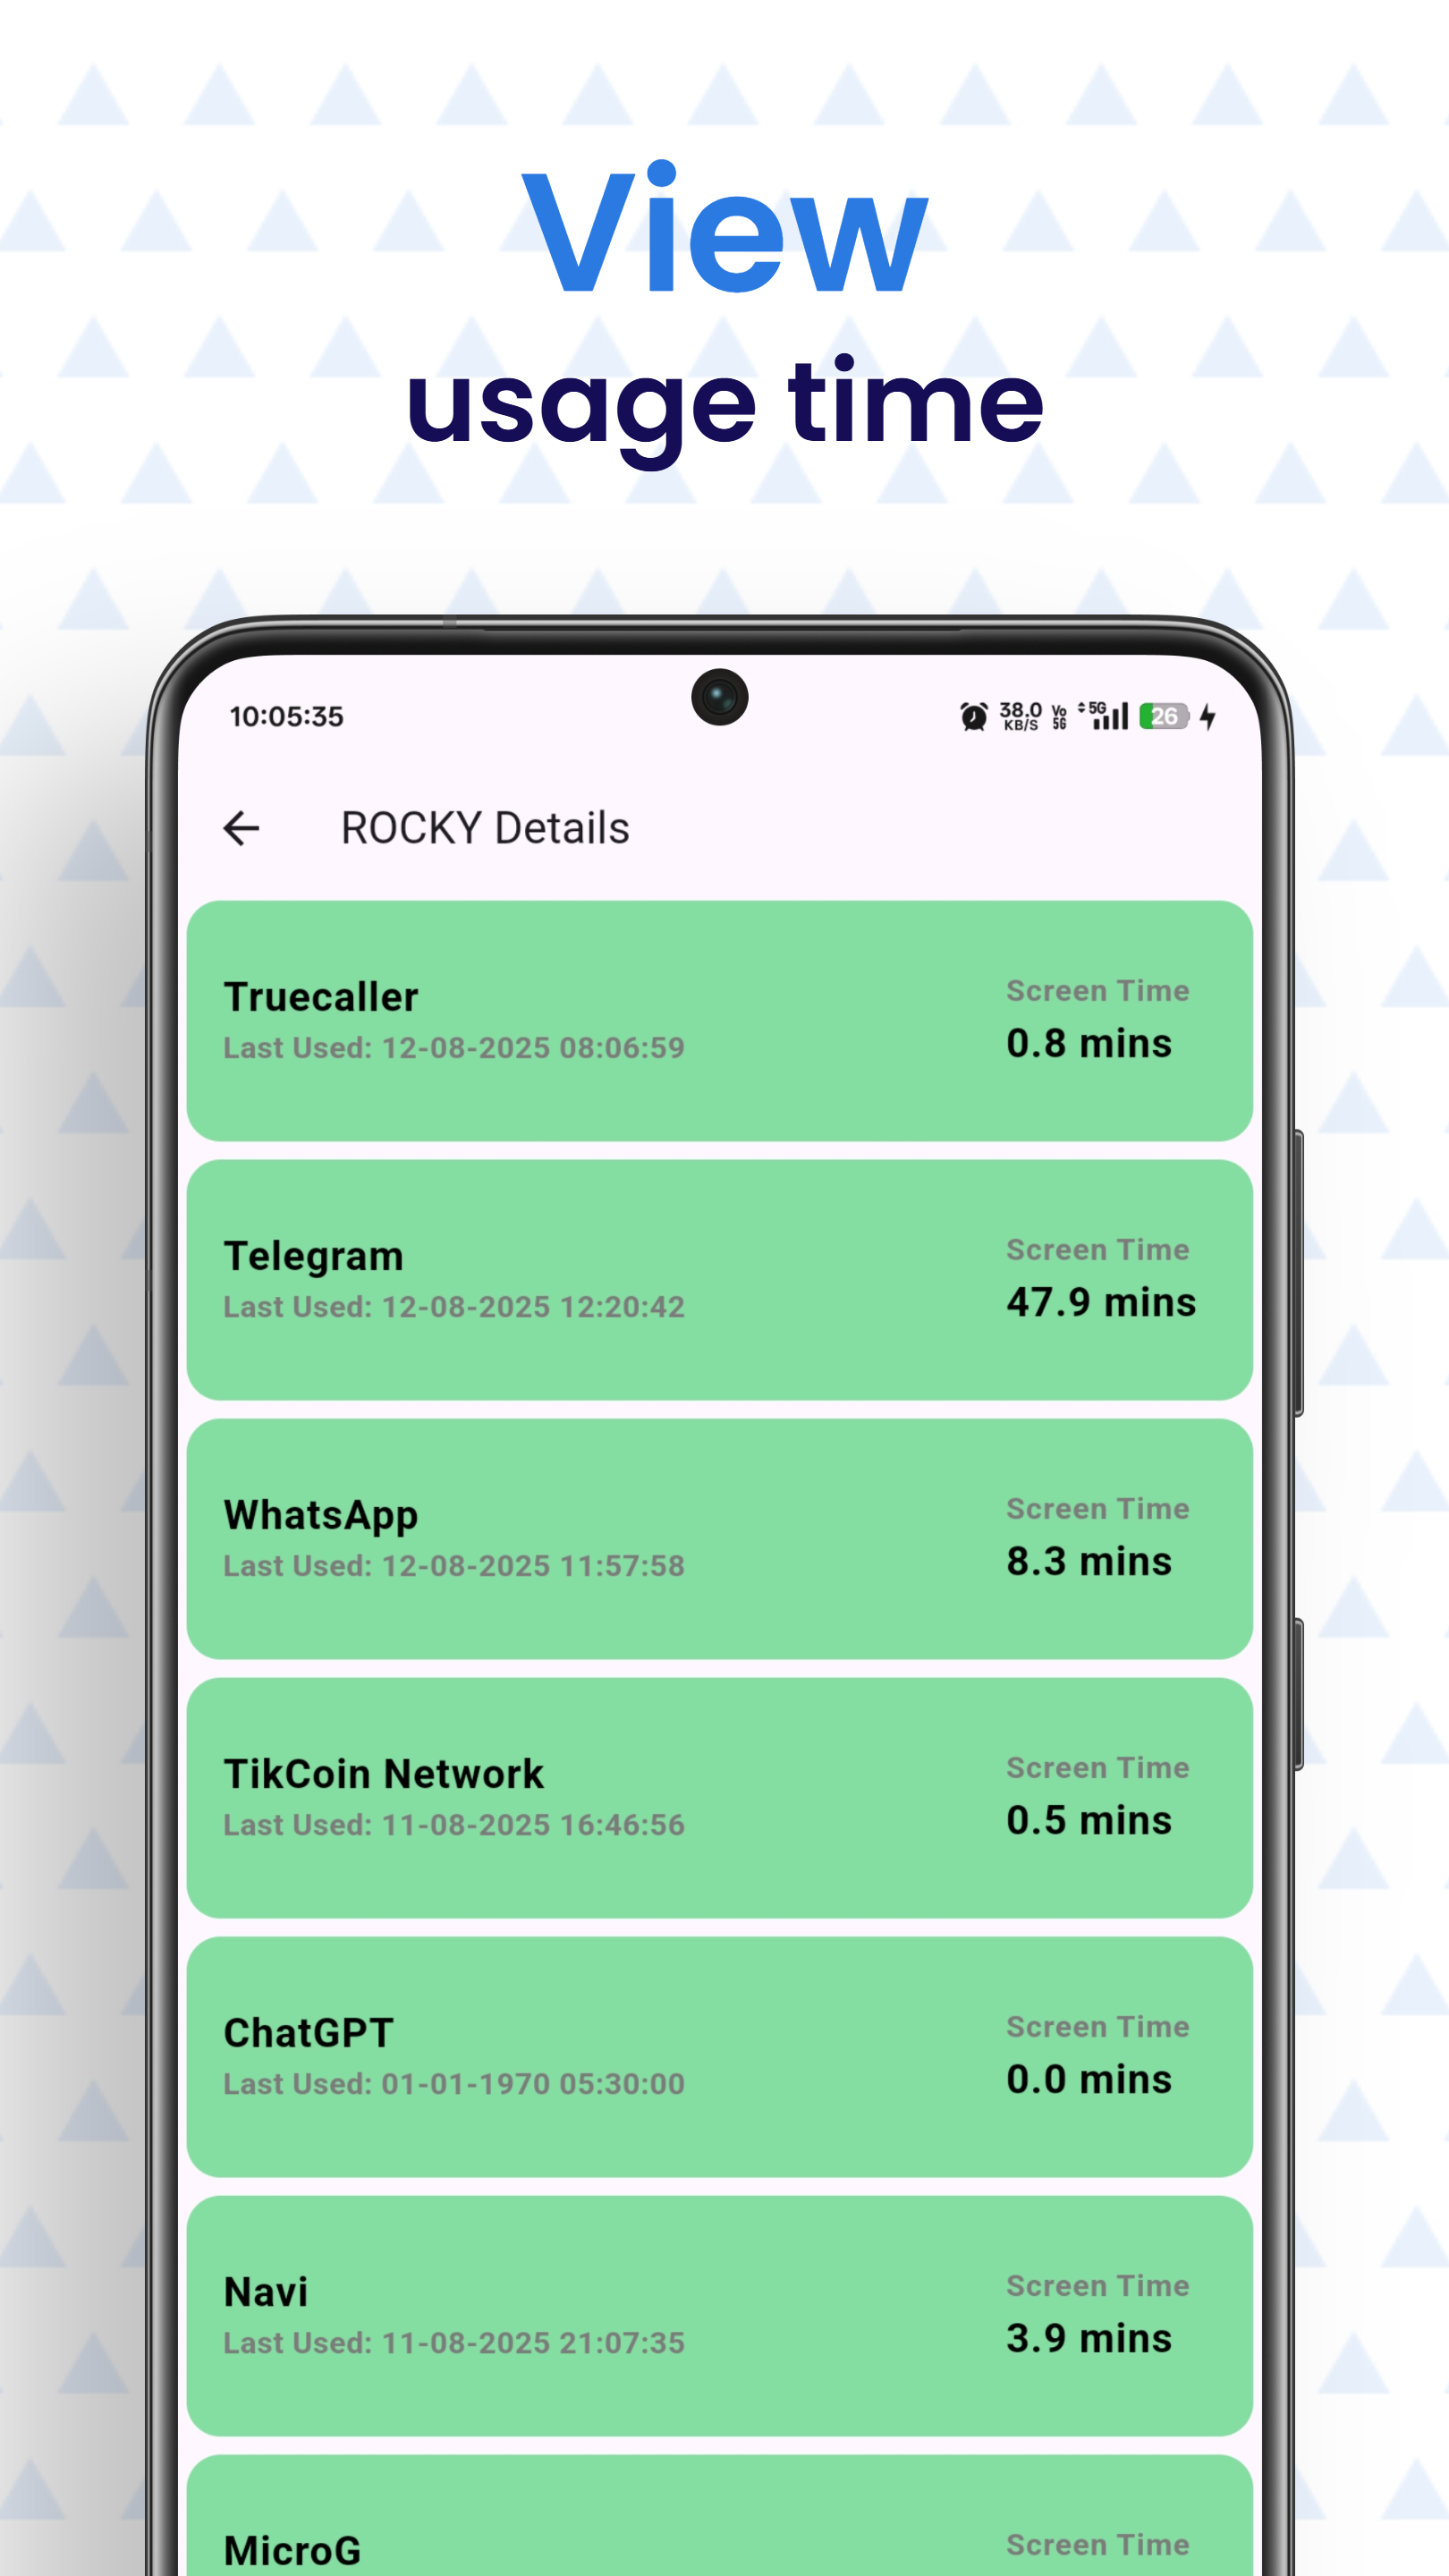 View
usage time
10:05:35
38.0
KB/S
Vo
5G
5G
26
ROCKY Details
Truecaller
Last Used: 12-08-2025 08:06:59
Screen Time
0.8 mins
Telegram
Last Used: 12-08-2025 12:20:42
Screen Time
47.9 mins
WhatsApp
Last Used: 12-08-2025 11:57:58
Screen Time
8.3 mins
TikCoin Network
Last Used: 11-08-2025 16:46:56
Screen Time
0.5 mins
ChatGPT
Last Used: 01-01-1970 05:30:00
Screen Time
0.0 mins
Navi
Last Used: 11-08-2025 21:07:35
Screen Time
3.9 mins
MicroG
Screen Time